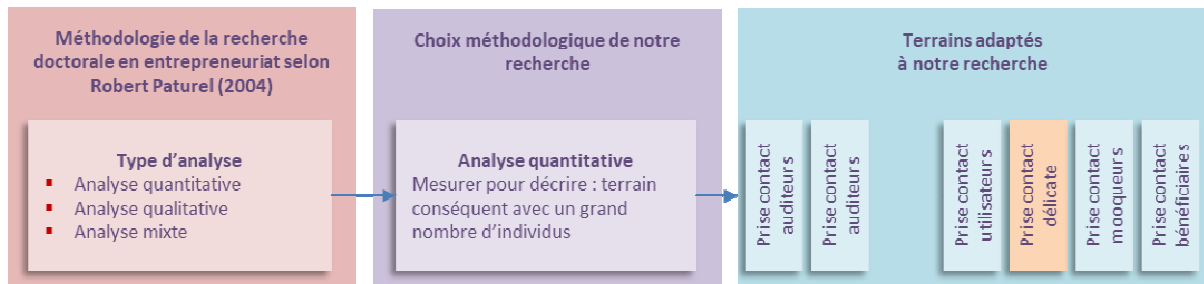 Méthodologie de la recherche
doctorale en entrepreneuriat selon
Robert Paturel (2004)
Type d'analyse
Analyse quantitative
Analyse qualitative
Analyse mixte
Choix méthodologique de notre
recherche
Analyse quantitative
Mesurer pour décrire : terrain
conséquent avec un grand
nombre d'individus
Terrains adaptés
à notre recherche
Prise contact
auditeurs
Prise contact
auditeurs
Prise contact
utilisateurs
Prise contact
délicate
Prise contact
mooqueurs
Prise contact
bénéficiaires